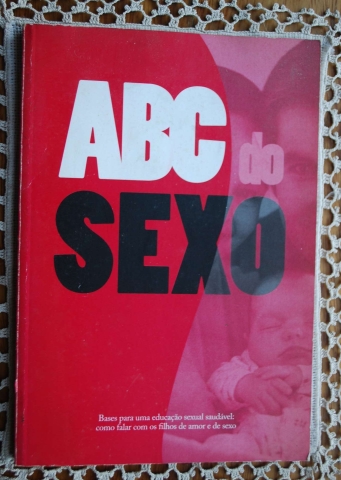 ABC
do
SEXO
Bases para uma educação sexual saudável:
como falar com os filhos de amor e de sexo